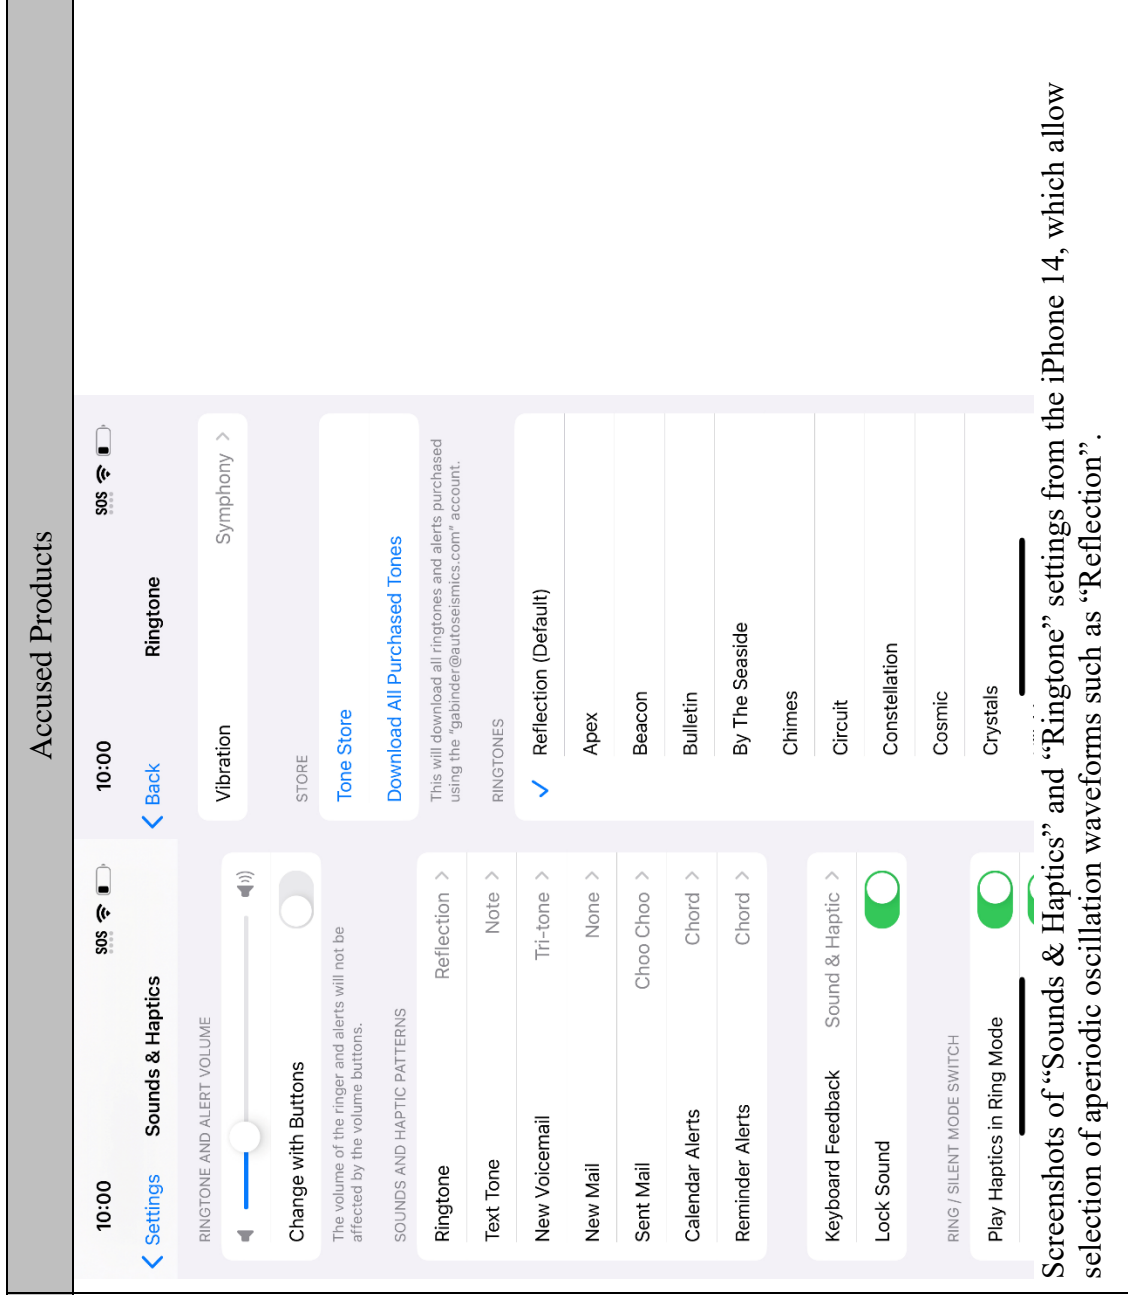 Accused Products
10:00
SOS
Settings
Sounds & Haptics
RINGTONE AND ALERT VOLUME
Change with Buttons
The volume of the ringer and alerts will not be
affected by the volume buttons.
SOUNDS AND HAPTIC PATTERNS
Ringtone Reflection
Text Tone Note
New Voicemail Tri-tone
New Mail None
Sent Mail Choo Choo
Calendar Alerts Chord
Reminder Alerts Chord
Keyboard Feedback Sound & Haptic
Lock Sound
RING / SILENT MODE SWITCH
Play Haptics in Ring Mode
10:00
SOS
Back
Ringtone
Vibration Symphony
STORE
Tone Store
Download All Purchased Tones
This will download all ringtones and alerts purchased
using the "gabinder@autoseismics.com" account.
RINGTONES
Reflection (Default)
Apex
Beacon
Bulletin
By The Seaside
Chimes
Circuit
Constellation
Cosmic
Crystals
Screenshots of “Sounds & Haptics” and “Ringtone” settings from the iPhone 14, which allow
selection of aperiodic oscillation waveforms such as “Reflection”.